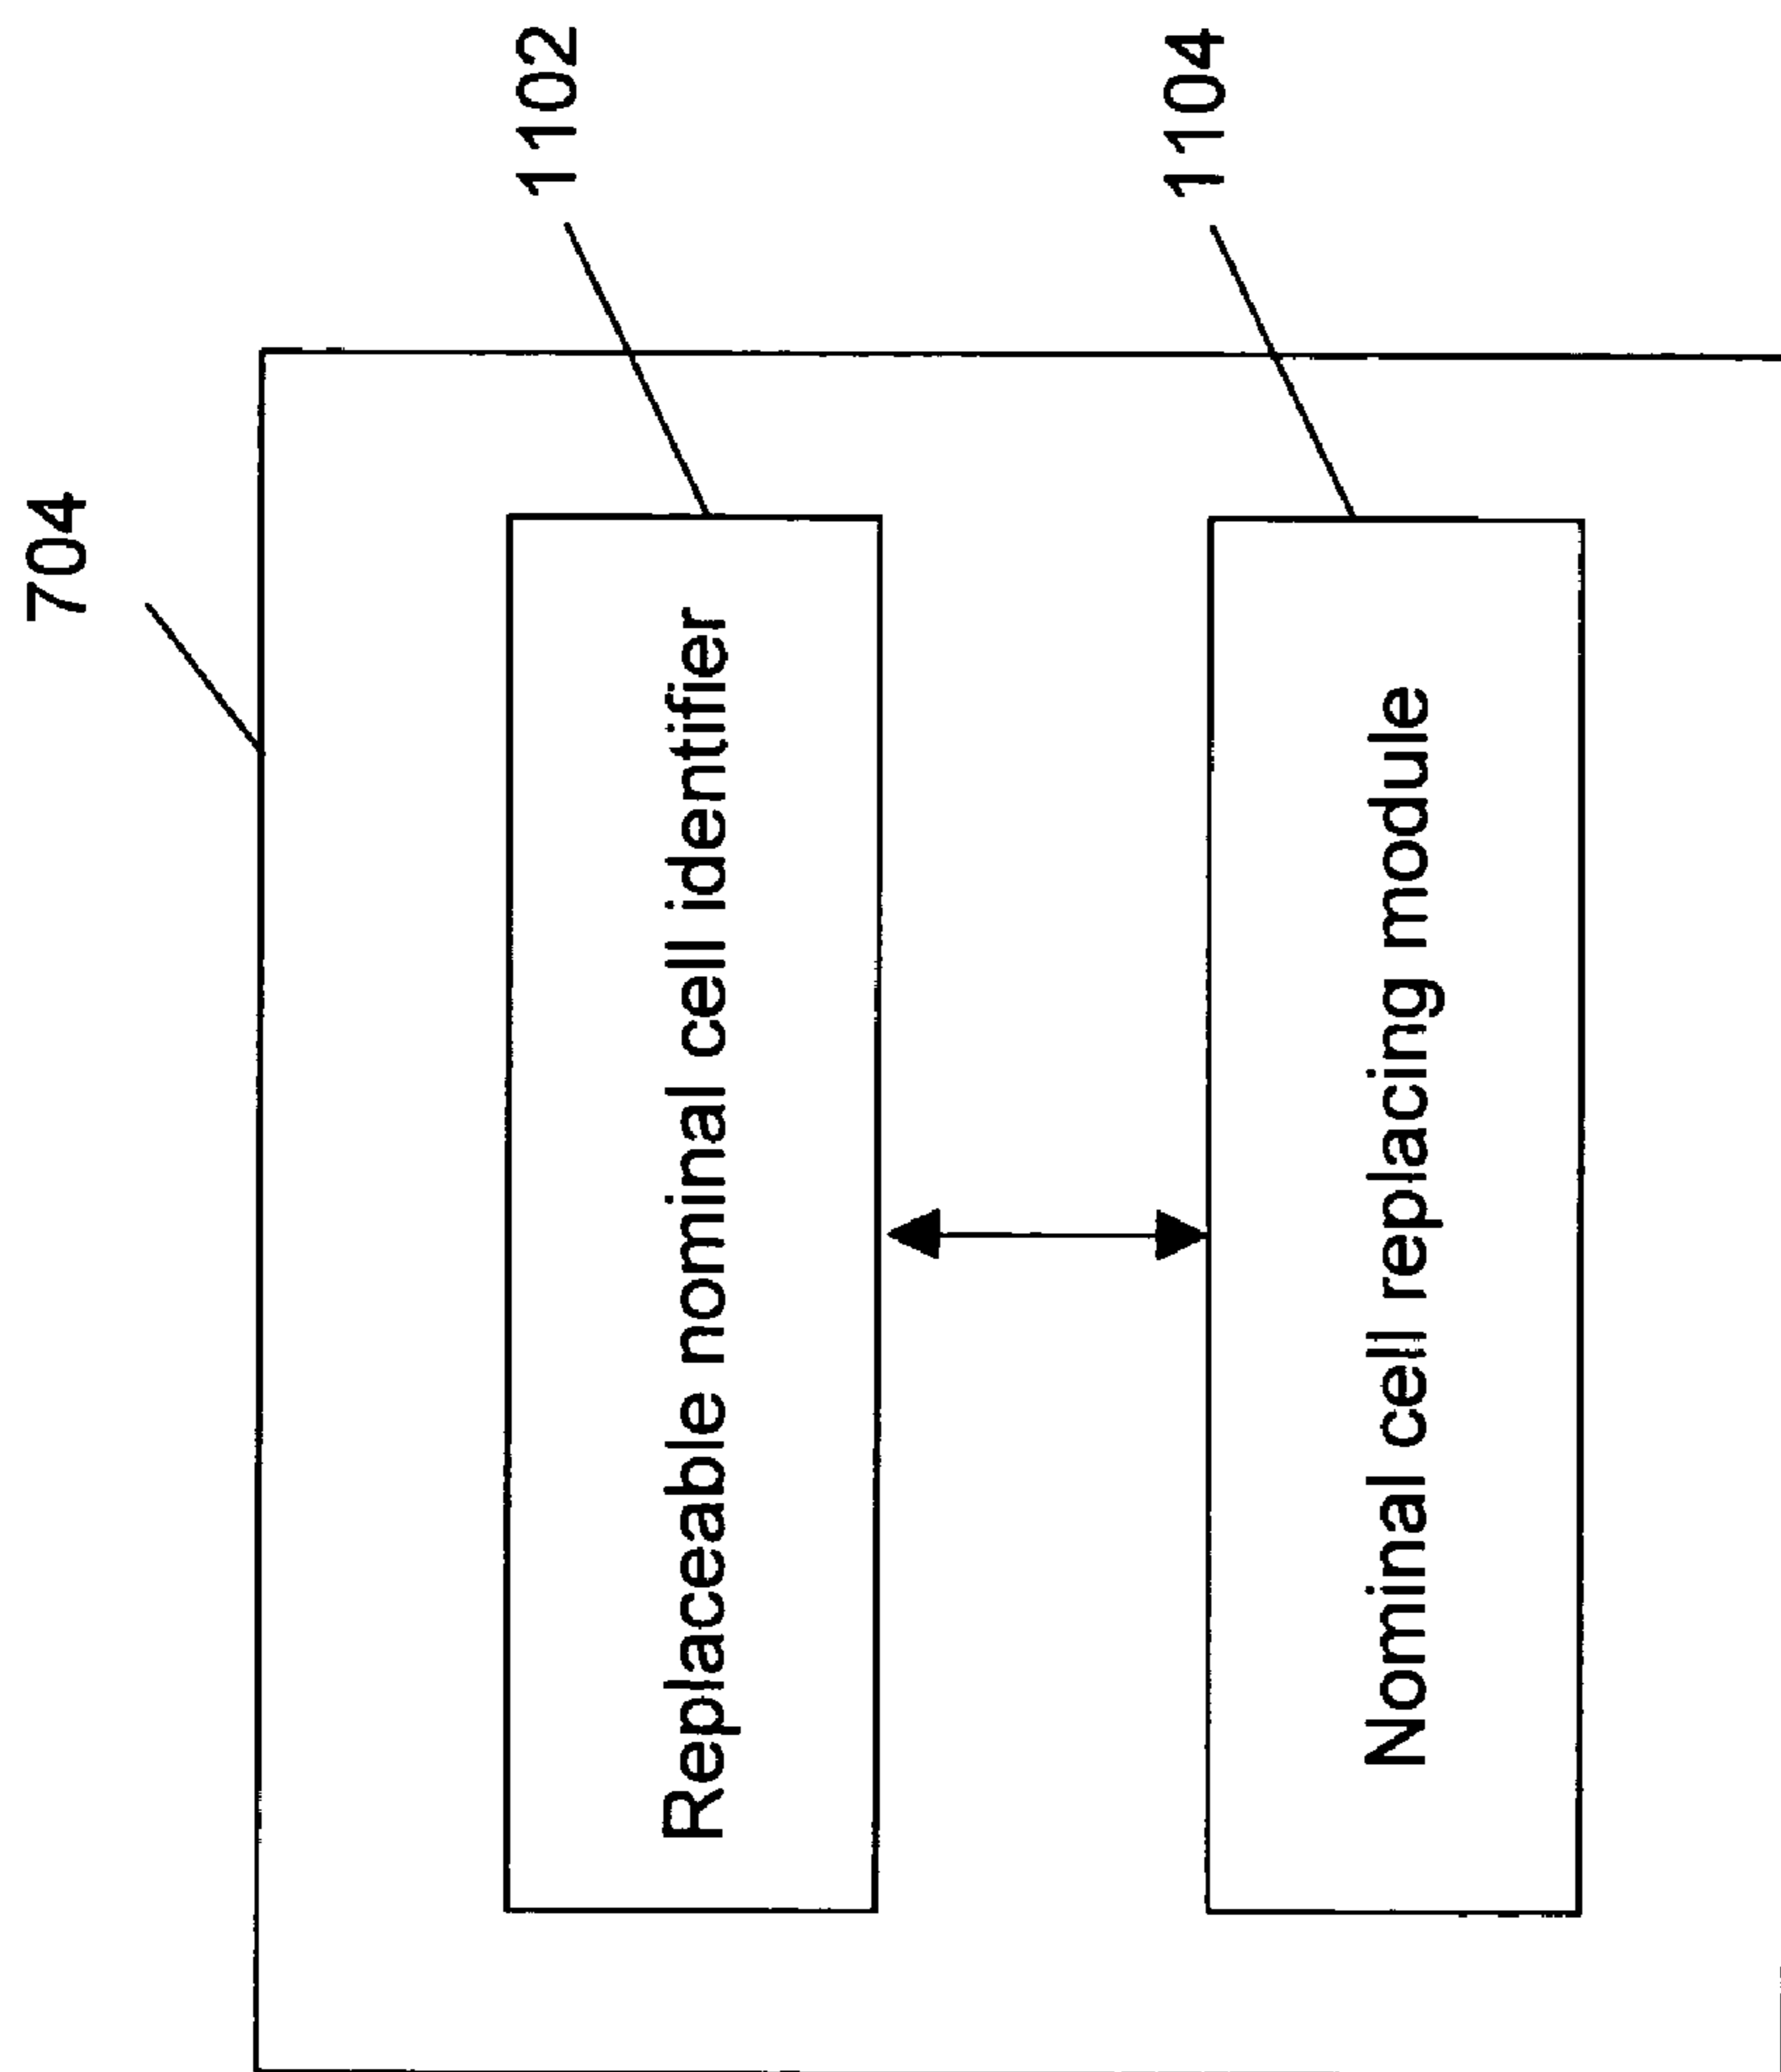 704
Replaceable nominal cell identifier
1102
Nominal cell replacing module
1104